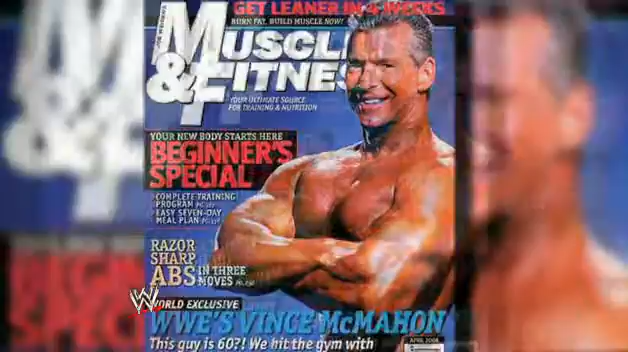 GET LEANER IN 4 WEEKS
BURN FAT, BUILD MUSCLE NOW!
MUSCLE
& FITNESS
YOUR ULTIMATE SOURCE
FOR TRAINING & NUTRITION
YOUR NEW BODY STARTS HERE
BEGINNER'S
SPECIAL
COMPLETE TRAINING
PROGRAM
EASY SEVEN-DAY
MEAL PLAN
RAZOR
SHARP
ABS IN THREE
MOVES
W
WORLD EXCLUSIVE
WWE'S VINCE McMAHON
APRIL 2006
This guy is 60?! We hit the gym with